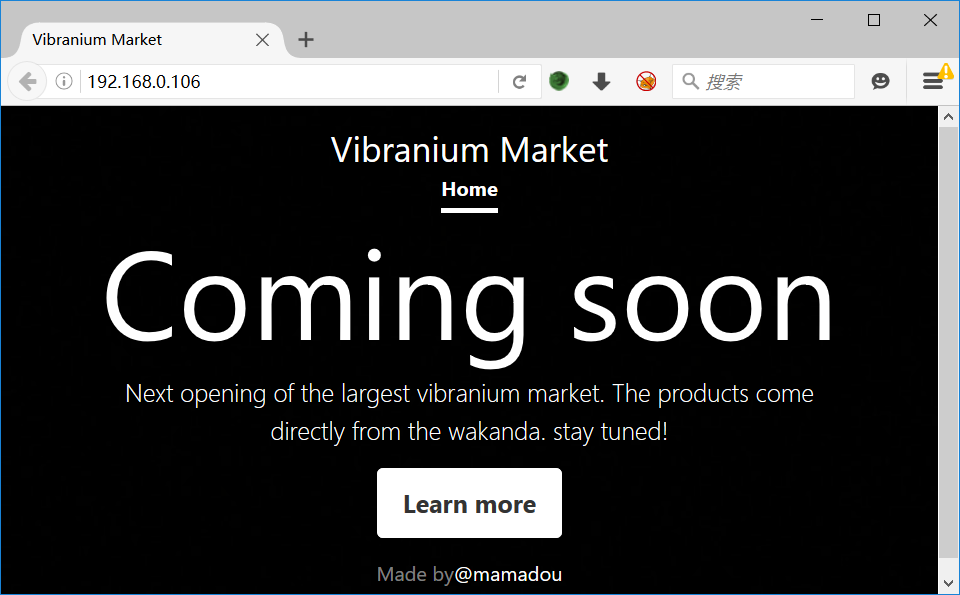 Vibranium Market
192.168.0.106
搜索
Vibranium Market
Home
Coming soon
Next opening of the largest vibranium market. The products come
directly from the wakanda. stay tuned!
Learn more
Made by@mamadou